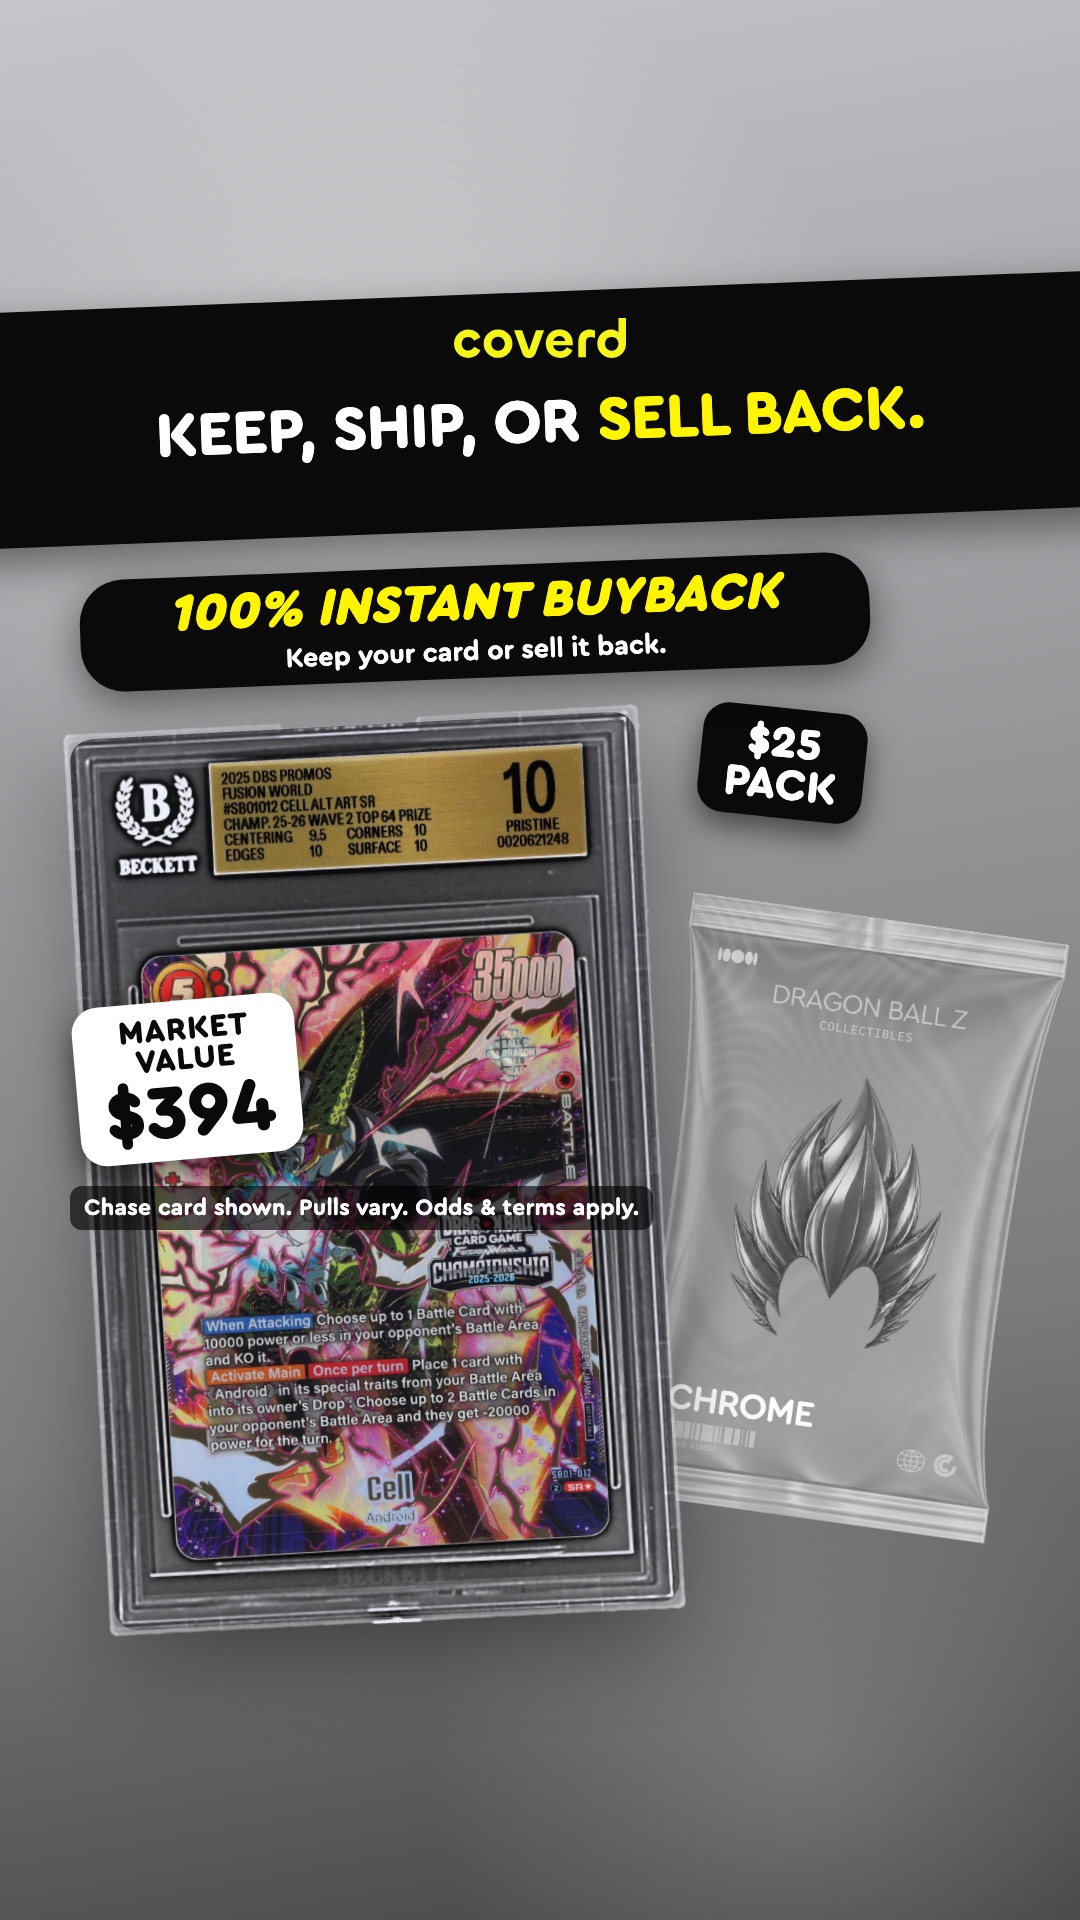 coverd
KEEP, SHIP, OR SELL BACK.
100% INSTANT BUYBACK
Keep your card or sell it back.
$25
PACK
2025 DBS PROMOS
FUSION WORLD
#SB01012 CELL ALT ART SR
CHAMP. 25-26 WAVE 2 TOP 64 PRIZE
CENTERING 9.5 CORNERS 10
EDGES 10 SURFACE 10
10
PRISTINE
0020621248
B
BECKETT
5
35000
BATTLE
MARKET
VALUE
$394
Chase card shown. Pulls vary. Odds & terms apply.
DRAGON BALL
CARD GAME
Fusion World
CHAMPIONSHIP
2025-2026
When Attacking Choose up to 1 Battle Card with
10000 power or less in your opponent's Battle Area
and KO it.
Activate Main Once per turn Place 1 card with
《Android》 in its special traits from your Battle Area
into its owner's Drop : Choose up to 2 Battle Cards in
your opponent's Battle Area and they get -20000
power for the turn.
Cell
Android
SB01-012
2 SR★
BECKETT
DRAGON BALL Z
COLLECTIBLES
CHROME